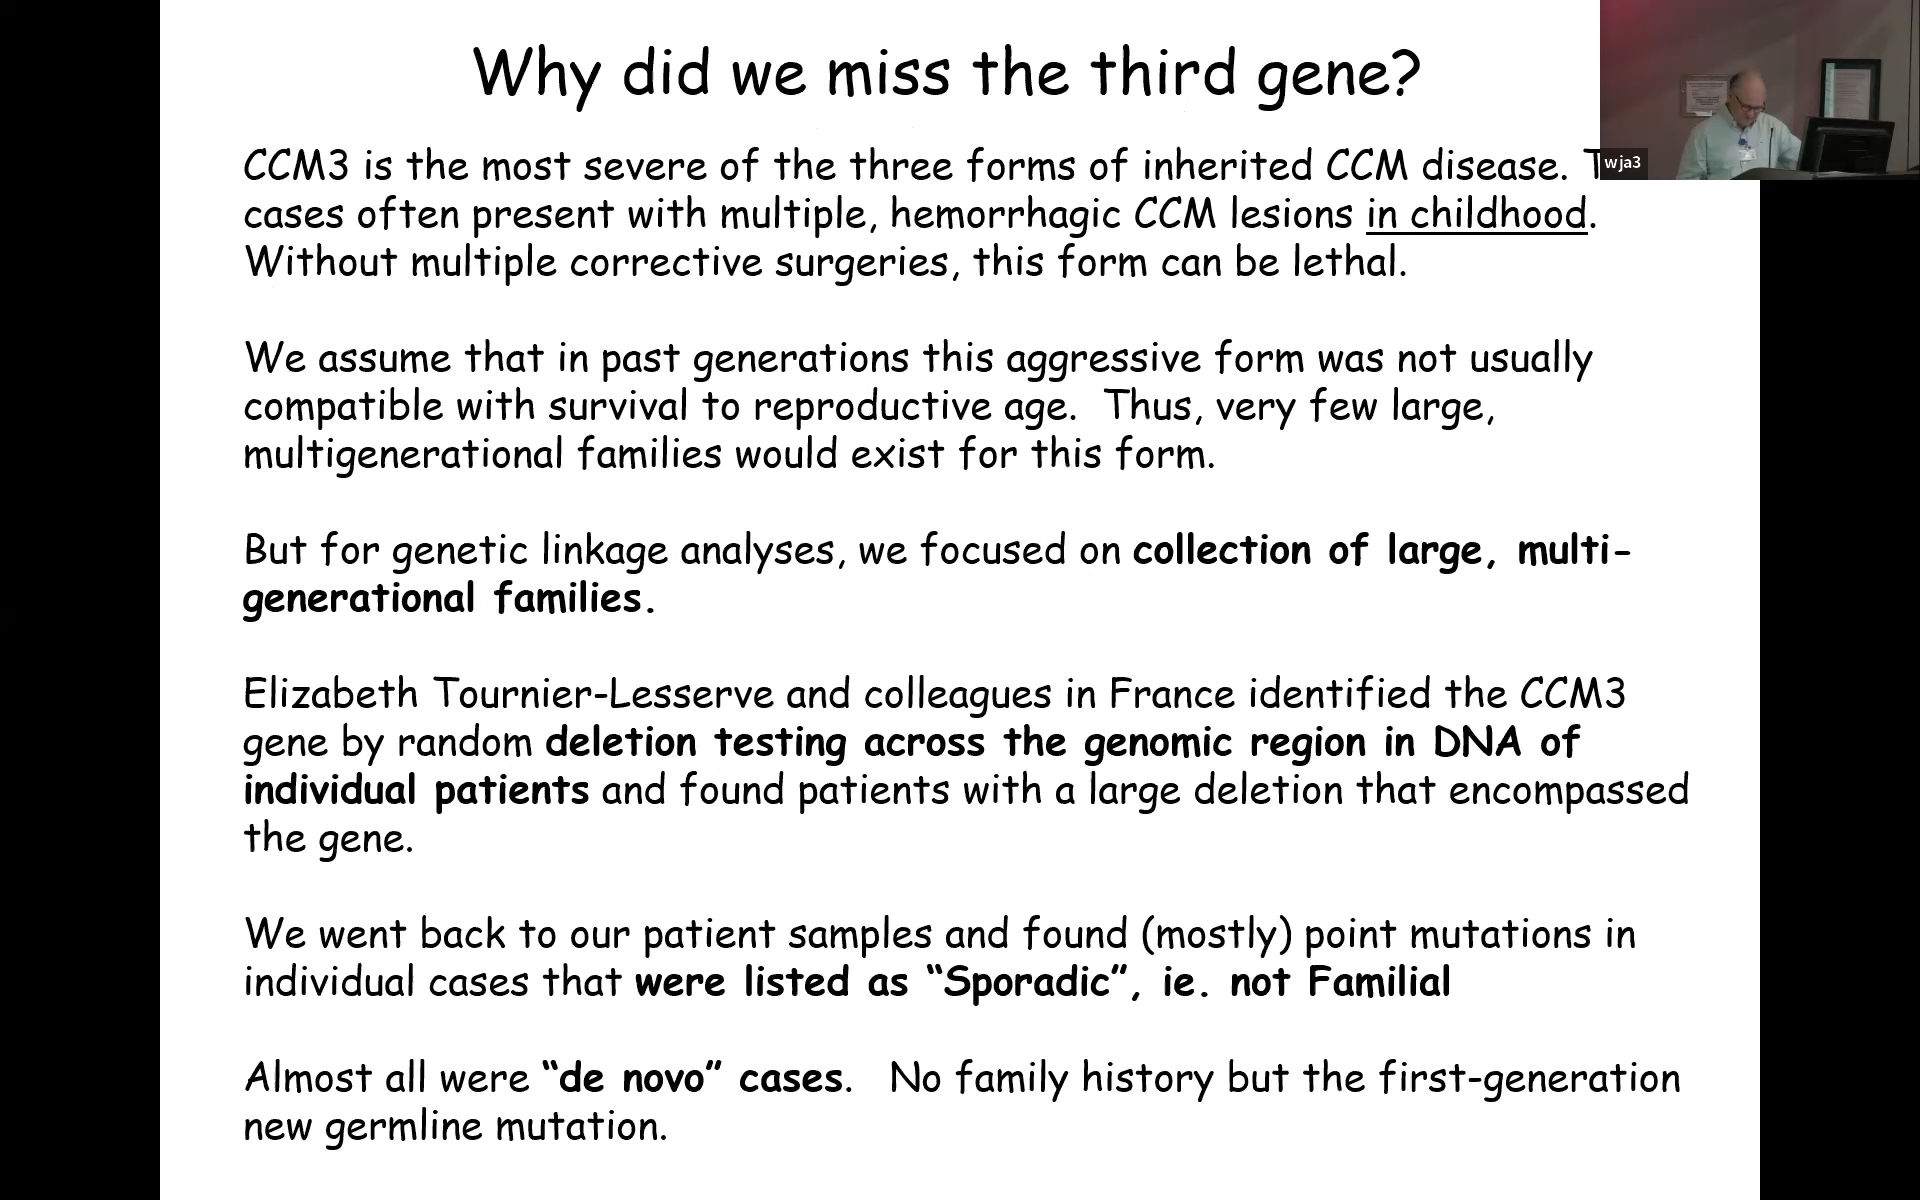 Why did we miss the third gene?
CCM3 is the most severe of the three forms of inherited CCM disease.
wja3
cases often present with multiple, hemorrhagic CCM lesions in childhood.
Without multiple corrective surgeries, this form can be lethal.
We assume that in past generations this aggressive form was not usually
compatible with survival to reproductive age.  Thus, very few large,
multigenerational families would exist for this form.
But for genetic linkage analyses, we focused on collection of large, multi-
generational families.
Elizabeth Tournier-Lesserve and colleagues in France identified the CCM3
gene by random deletion testing across the genomic region in DNA of
individual patients and found patients with a large deletion that encompassed
the gene.
We went back to our patient samples and found (mostly) point mutations in
individual cases that were listed as “Sporadic”, ie. not Familial
Almost all were “de novo” cases.   No family history but the first-generation
new germline mutation.